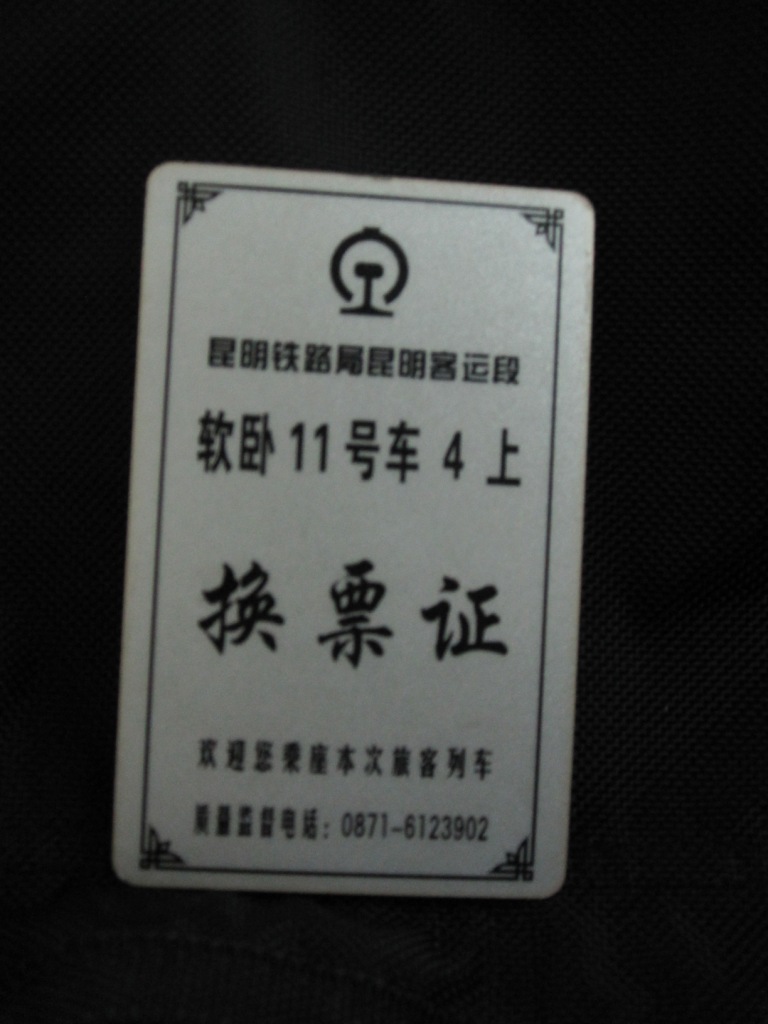 昆明铁路局昆明客运段
软卧 11 号车 4 上
换票证
欢迎您乘座本次旅客列车
质量监督电话：0871-6123902